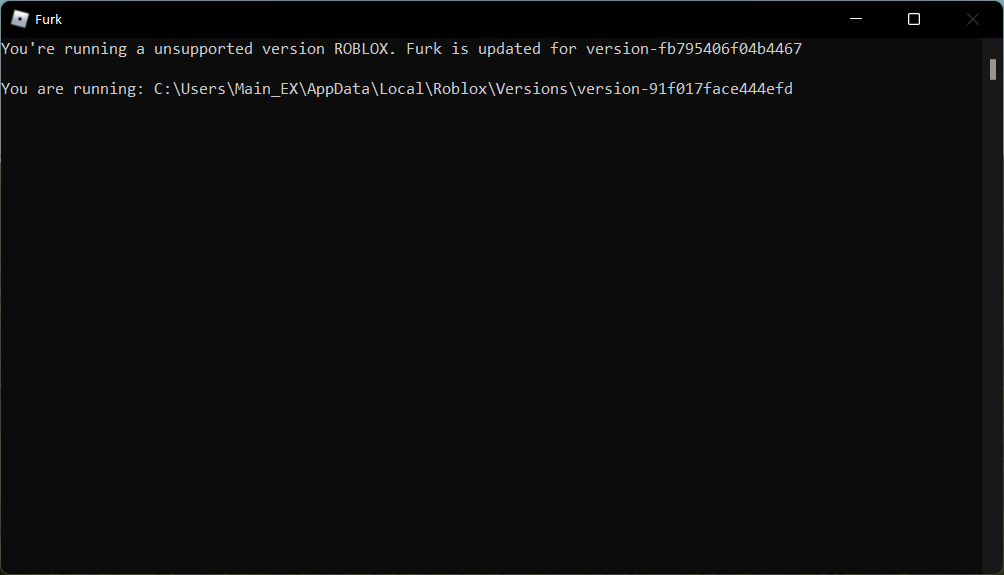 Furk
You're running a unsupported version ROBLOX. Furk is updated for version-fb795406f04b4467
You are running: C:\Users\Main_EX\AppData\Local\Roblox\Versions\version-91f017face444efd